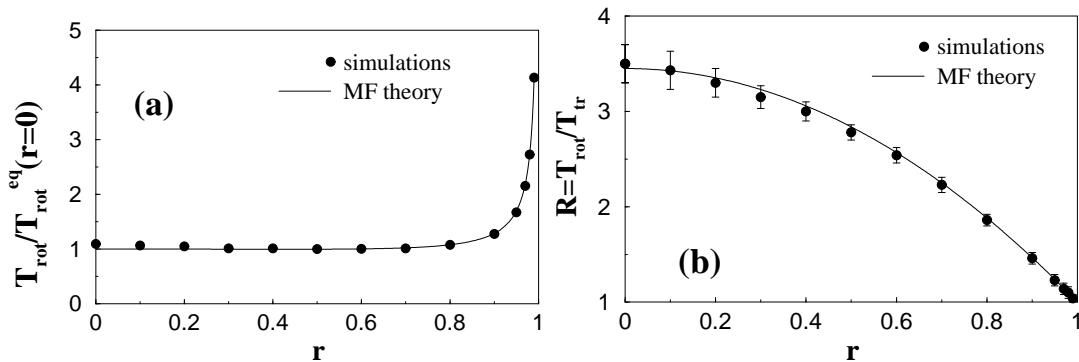 5
4
3
2
1
0
0 0.2 0.4 0.6 0.8 1
r
T_rot/T_rot^eq(r=0)
(a)
simulations
MF theory
4
3
2
1
0 0.2 0.4 0.6 0.8 1
r
R=T_rot/T_tr
(b)
simulations
MF theory